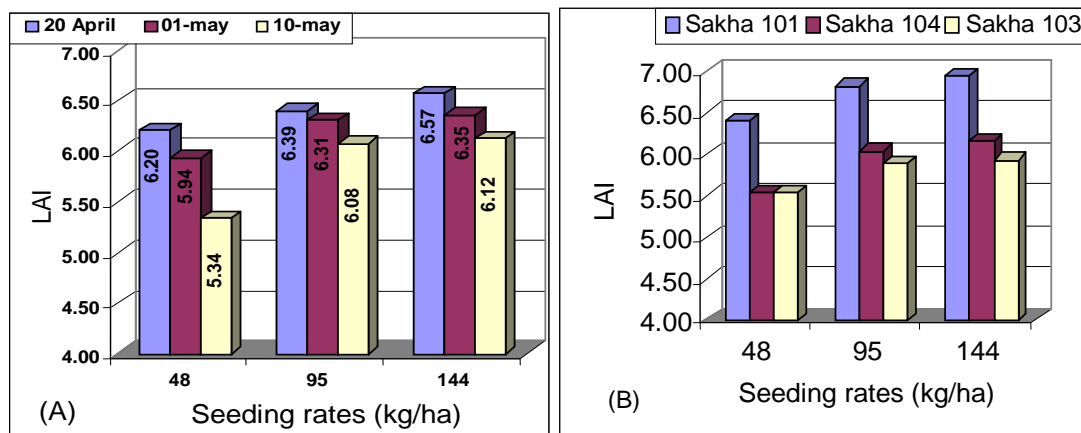 20 April 01-may 10-may
7.00
6.50
6.00
5.50
5.00
4.50
4.00
LAI
6.20
5.94
5.34
6.39
6.31
6.08
6.57
6.35
6.12
48 95 144
(A) Seeding rates (kg/ha)
Sakha 101 Sakha 104 Sakha 103
7.00
6.50
6.00
5.50
5.00
4.50
4.00
LAI
48 95 144
(B) Seeding rates (kg/ha)